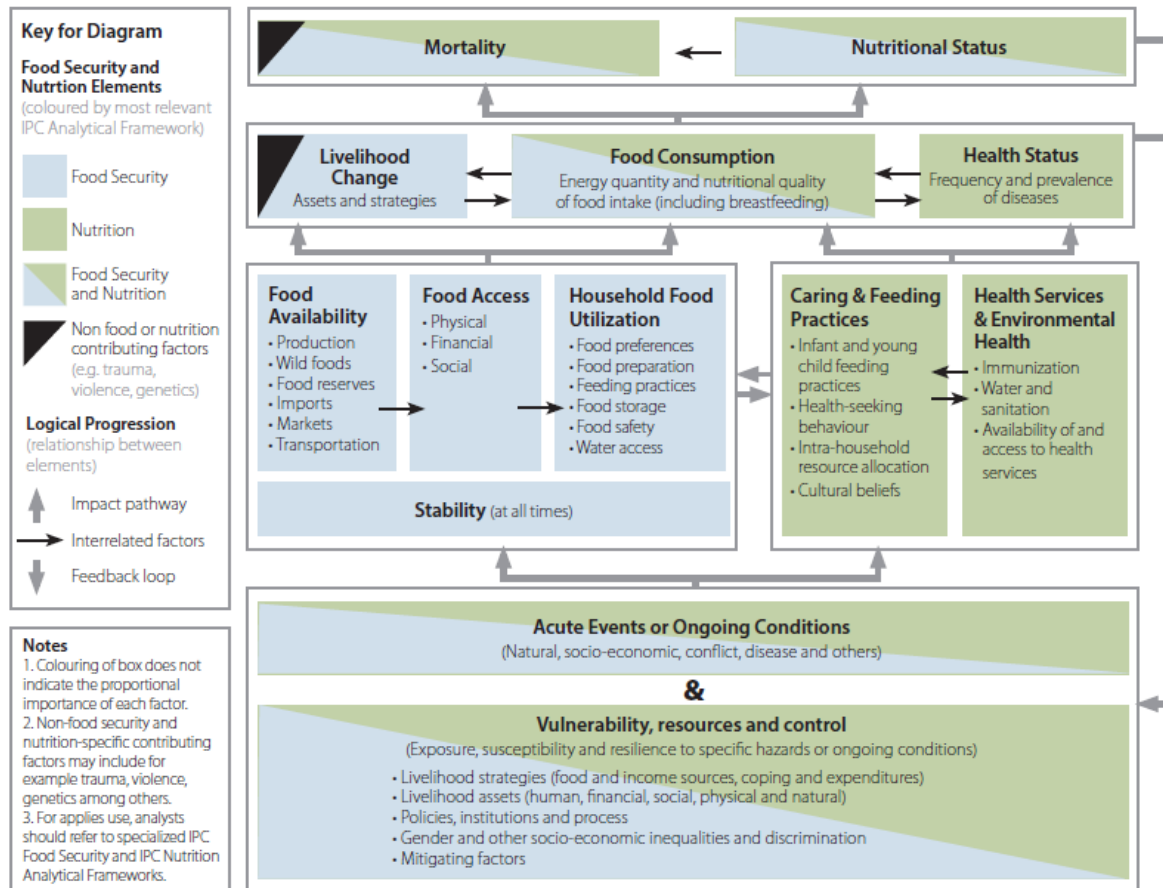 Key for Diagram
Food Security and
Nutrtion Elements
(coloured by most relevant
IPC Analytical Framework)
Food Security
Nutrition
Food Security
and Nutrition
Non food or nutrition
contributing factors
(e.g. trauma,
violence, genetics)
Logical Progression
(relationship between
elements)
Impact pathway
Interrelated factors
Feedback loop
Notes
1. Colouring of box does not
indicate the proportional
importance of each factor.
2. Non-food security and
nutrition-specific contributing
factors may include for
example trauma, violence,
genetics among others.
3. For applies use, analysts
should refer to specialized IPC
Food Security and IPC Nutrition
Analytical Frameworks.
Mortality
Nutritional Status
Livelihood
Change
Assets and strategies
Food Consumption
Energy quantity and nutritional quality
of food intake (including breastfeeding)
Health Status
Frequency and prevalence
of diseases
Food
Availability
• Production
• Wild foods
• Food reserves
• Imports
• Markets
• Transportation
Food Access
• Physical
• Financial
• Social
Household Food
Utilization
• Food preferences
• Food preparation
• Feeding practices
• Food storage
• Food safety
• Water access
Stability (at all times)
Caring & Feeding
Practices
• Infant and young
child feeding
practices
• Health-seeking
behaviour
• Intra-household
resource allocation
• Cultural beliefs
Health Services
& Environmental
Health
• Immunization
• Water and
sanitation
• Availability of and
access to health
services
Acute Events or Ongoing Conditions
(Natural, socio-economic, conflict, disease and others)
&
Vulnerability, resources and control
(Exposure, susceptibility and resilience to specific hazards or ongoing conditions)
• Livelihood strategies (food and income sources, coping and expenditures)
• Livelihood assets (human, financial, social, physical and natural)
• Policies, institutions and process
• Gender and other socio-economic inequalities and discrimination
• Mitigating factors